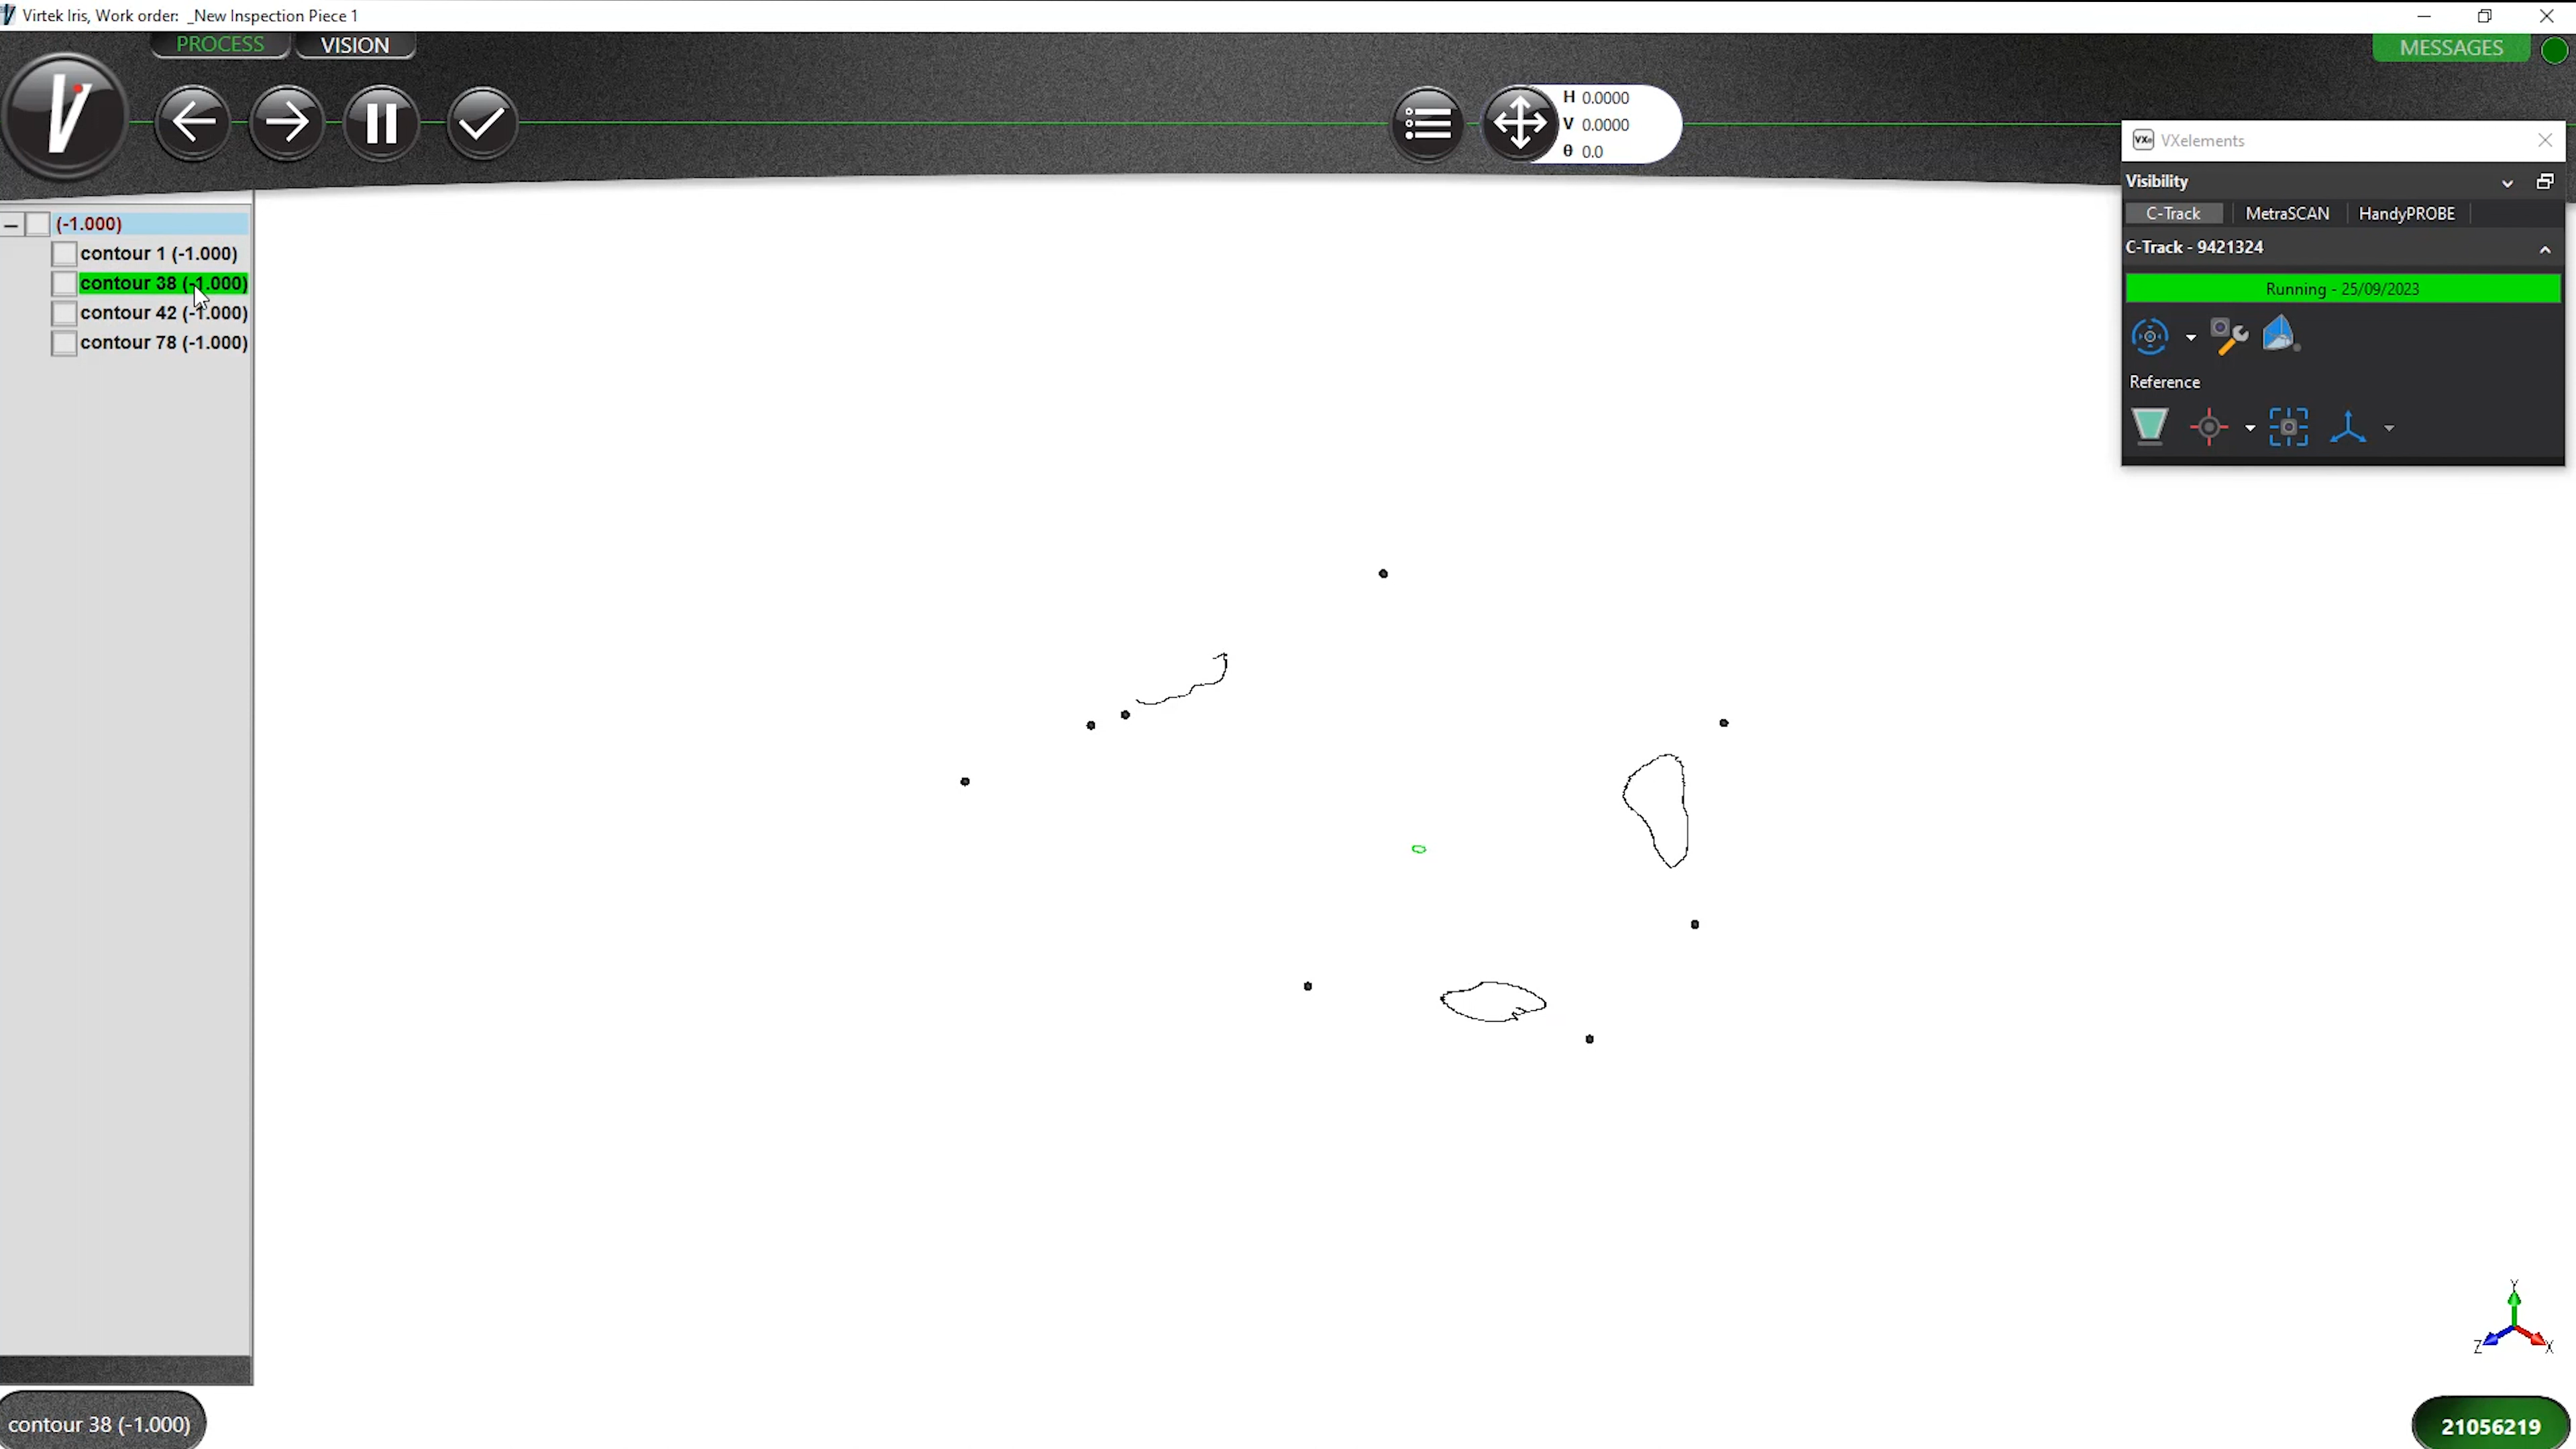 Virtek Iris, Work order: _New Inspection Piece 1
PROCESS
VISION
MESSAGES
H 0.0000
V 0.0000
θ 0.0
VXe
VXelements
Visibility
C-Track
MetraSCAN
HandyPROBE
C-Track - 9421324
Running - 25/09/2023
Reference
(-1.000)
contour 1 (-1.000)
contour 38 (-1.000)
contour 42 (-1.000)
contour 78 (-1.000)
Y
Z
X
contour 38 (-1.000)
21056219